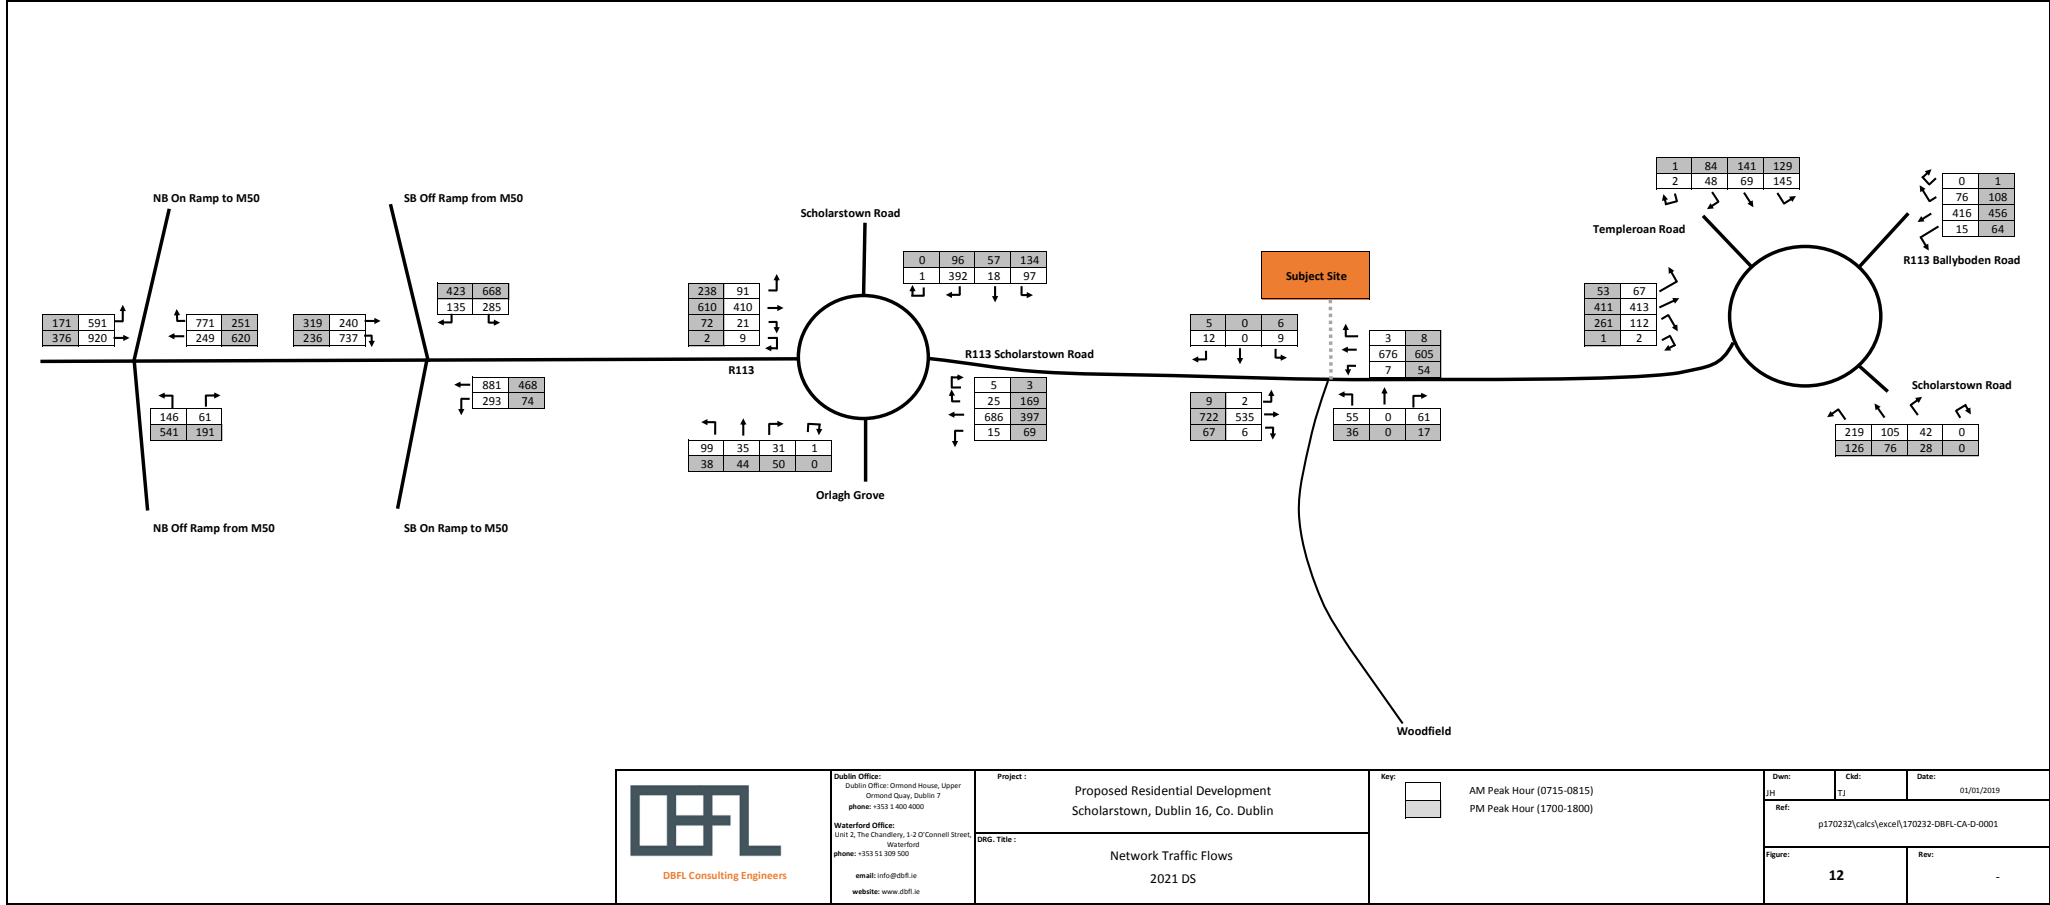 1 84 141 129
2 48 69 145
0 1
76 108
416 456
15 64
NB On Ramp to M50
SB Off Ramp from M50
Scholarstown Road
Templeroan Road
R113 Ballyboden Road
0 96 57 134
1 392 18 97
Subject Site
423 668
135 285
238 91
610 410
72 21
2 9
53 67
411 413
261 112
1 2
171 591
376 920
771 251
249 620
319 240
236 737
5 0 6
12 0 9
3 8
676 605
7 54
R113
R113 Scholarstown Road
881 468
293 74
5 3
25 169
686 397
15 69
9 2
722 535
67 6
55 0 61
36 0 17
Scholarstown Road
146 61
541 191
99 35 31 1
38 44 50 0
219 105 42 0
126 76 28 0
Orlagh Grove
NB Off Ramp from M50
SB On Ramp to M50
Woodfield
DBFL
DBFL Consulting Engineers
Dublin Office:
Dublin Office: Ormond House, Upper
Ormond Quay, Dublin 7
phone: +353 1 400 4000
Waterford Office:
Unit 2, The Chandlery, 1-2 O'Connell Street,
Waterford
phone: +353 51 309 500
email: info@dbfl.ie
website: www.dbfl.ie
Project :
Proposed Residential Development
Scholarstown, Dublin 16, Co. Dublin
DRG. Title :
Network Traffic Flows
2021 DS
Key:
AM Peak Hour (0715-0815)
PM Peak Hour (1700-1800)
Dwn:
JH
Ckd:
TJ
Date:
01/01/2019
Ref:
p170232\calcs\excel\170232-DBFL-CA-D-0001
Figure:
12
Rev:
-